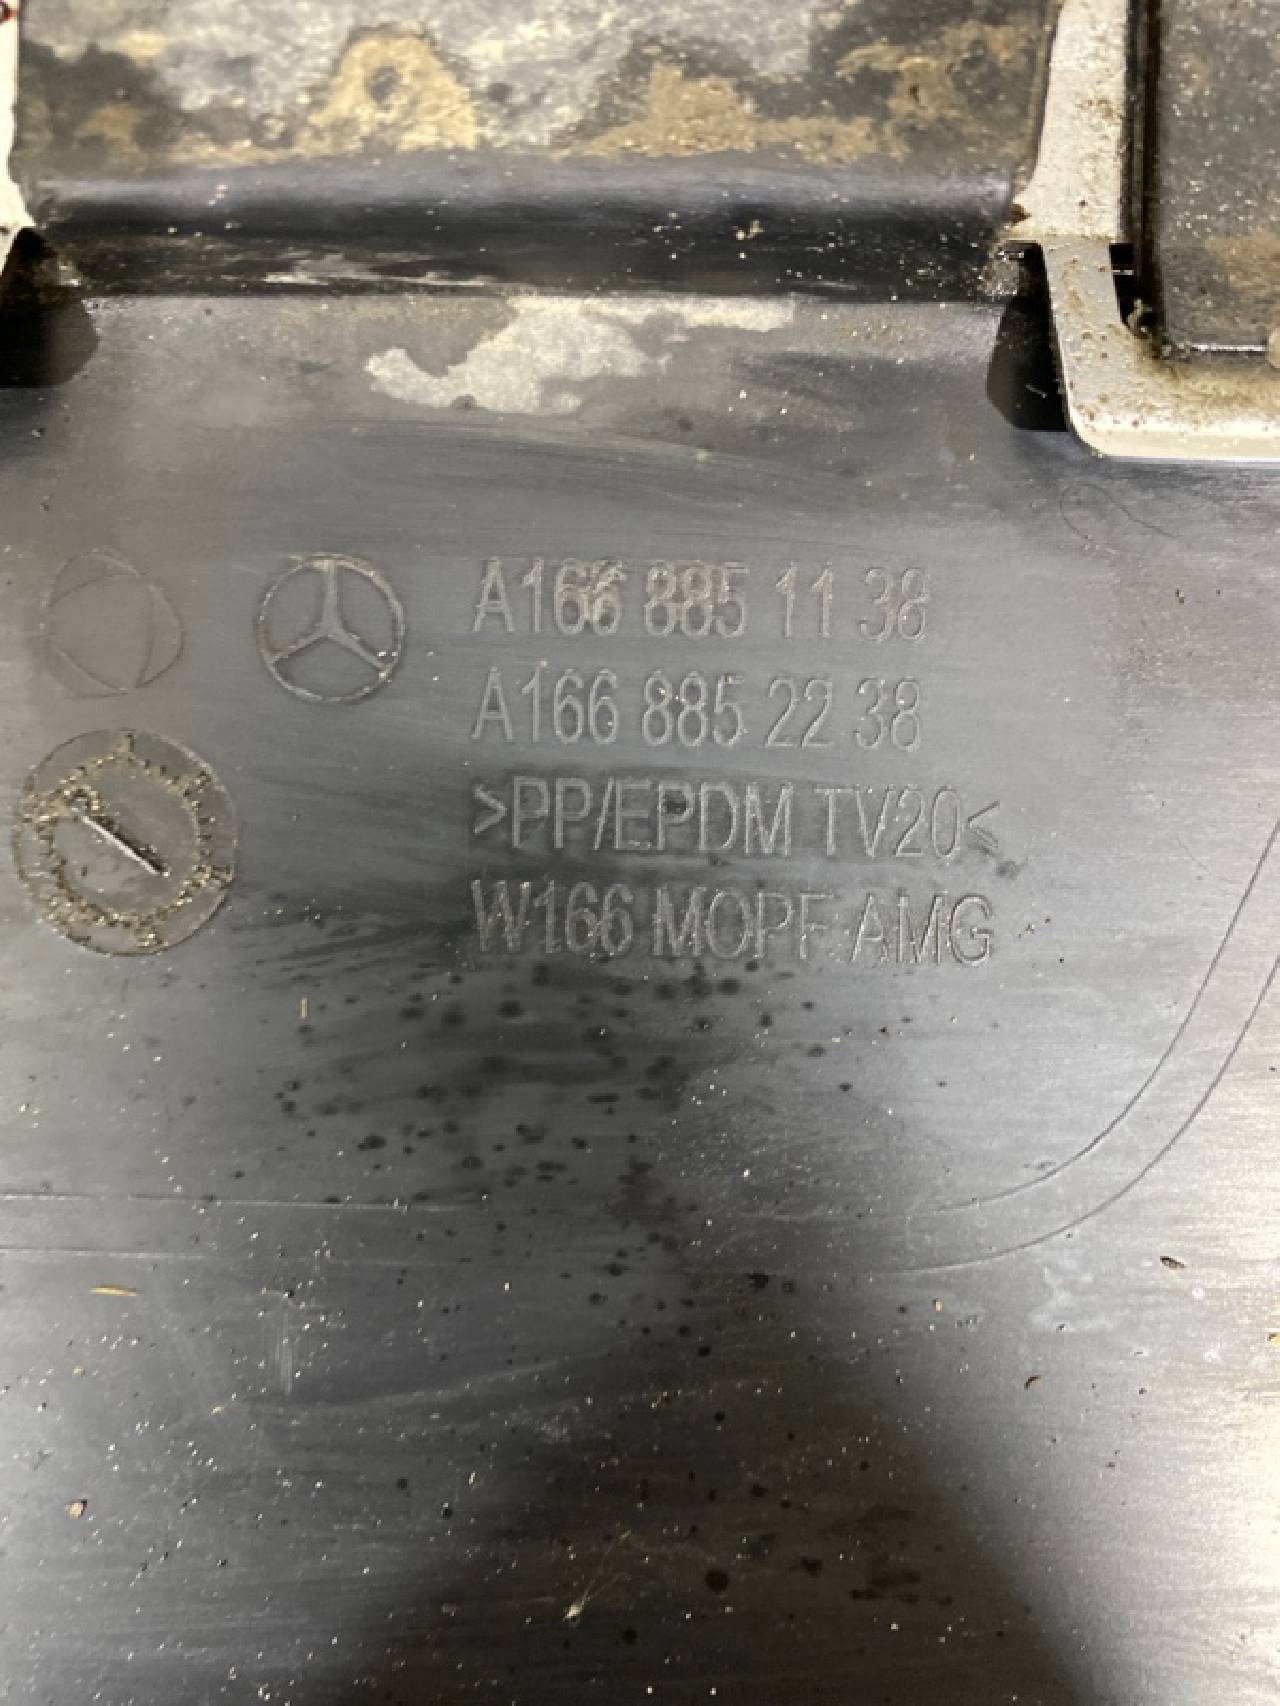 A166 885 11 38
A166 885 22 38
>PP/EPDM TV20<
W166 MOPF AMG